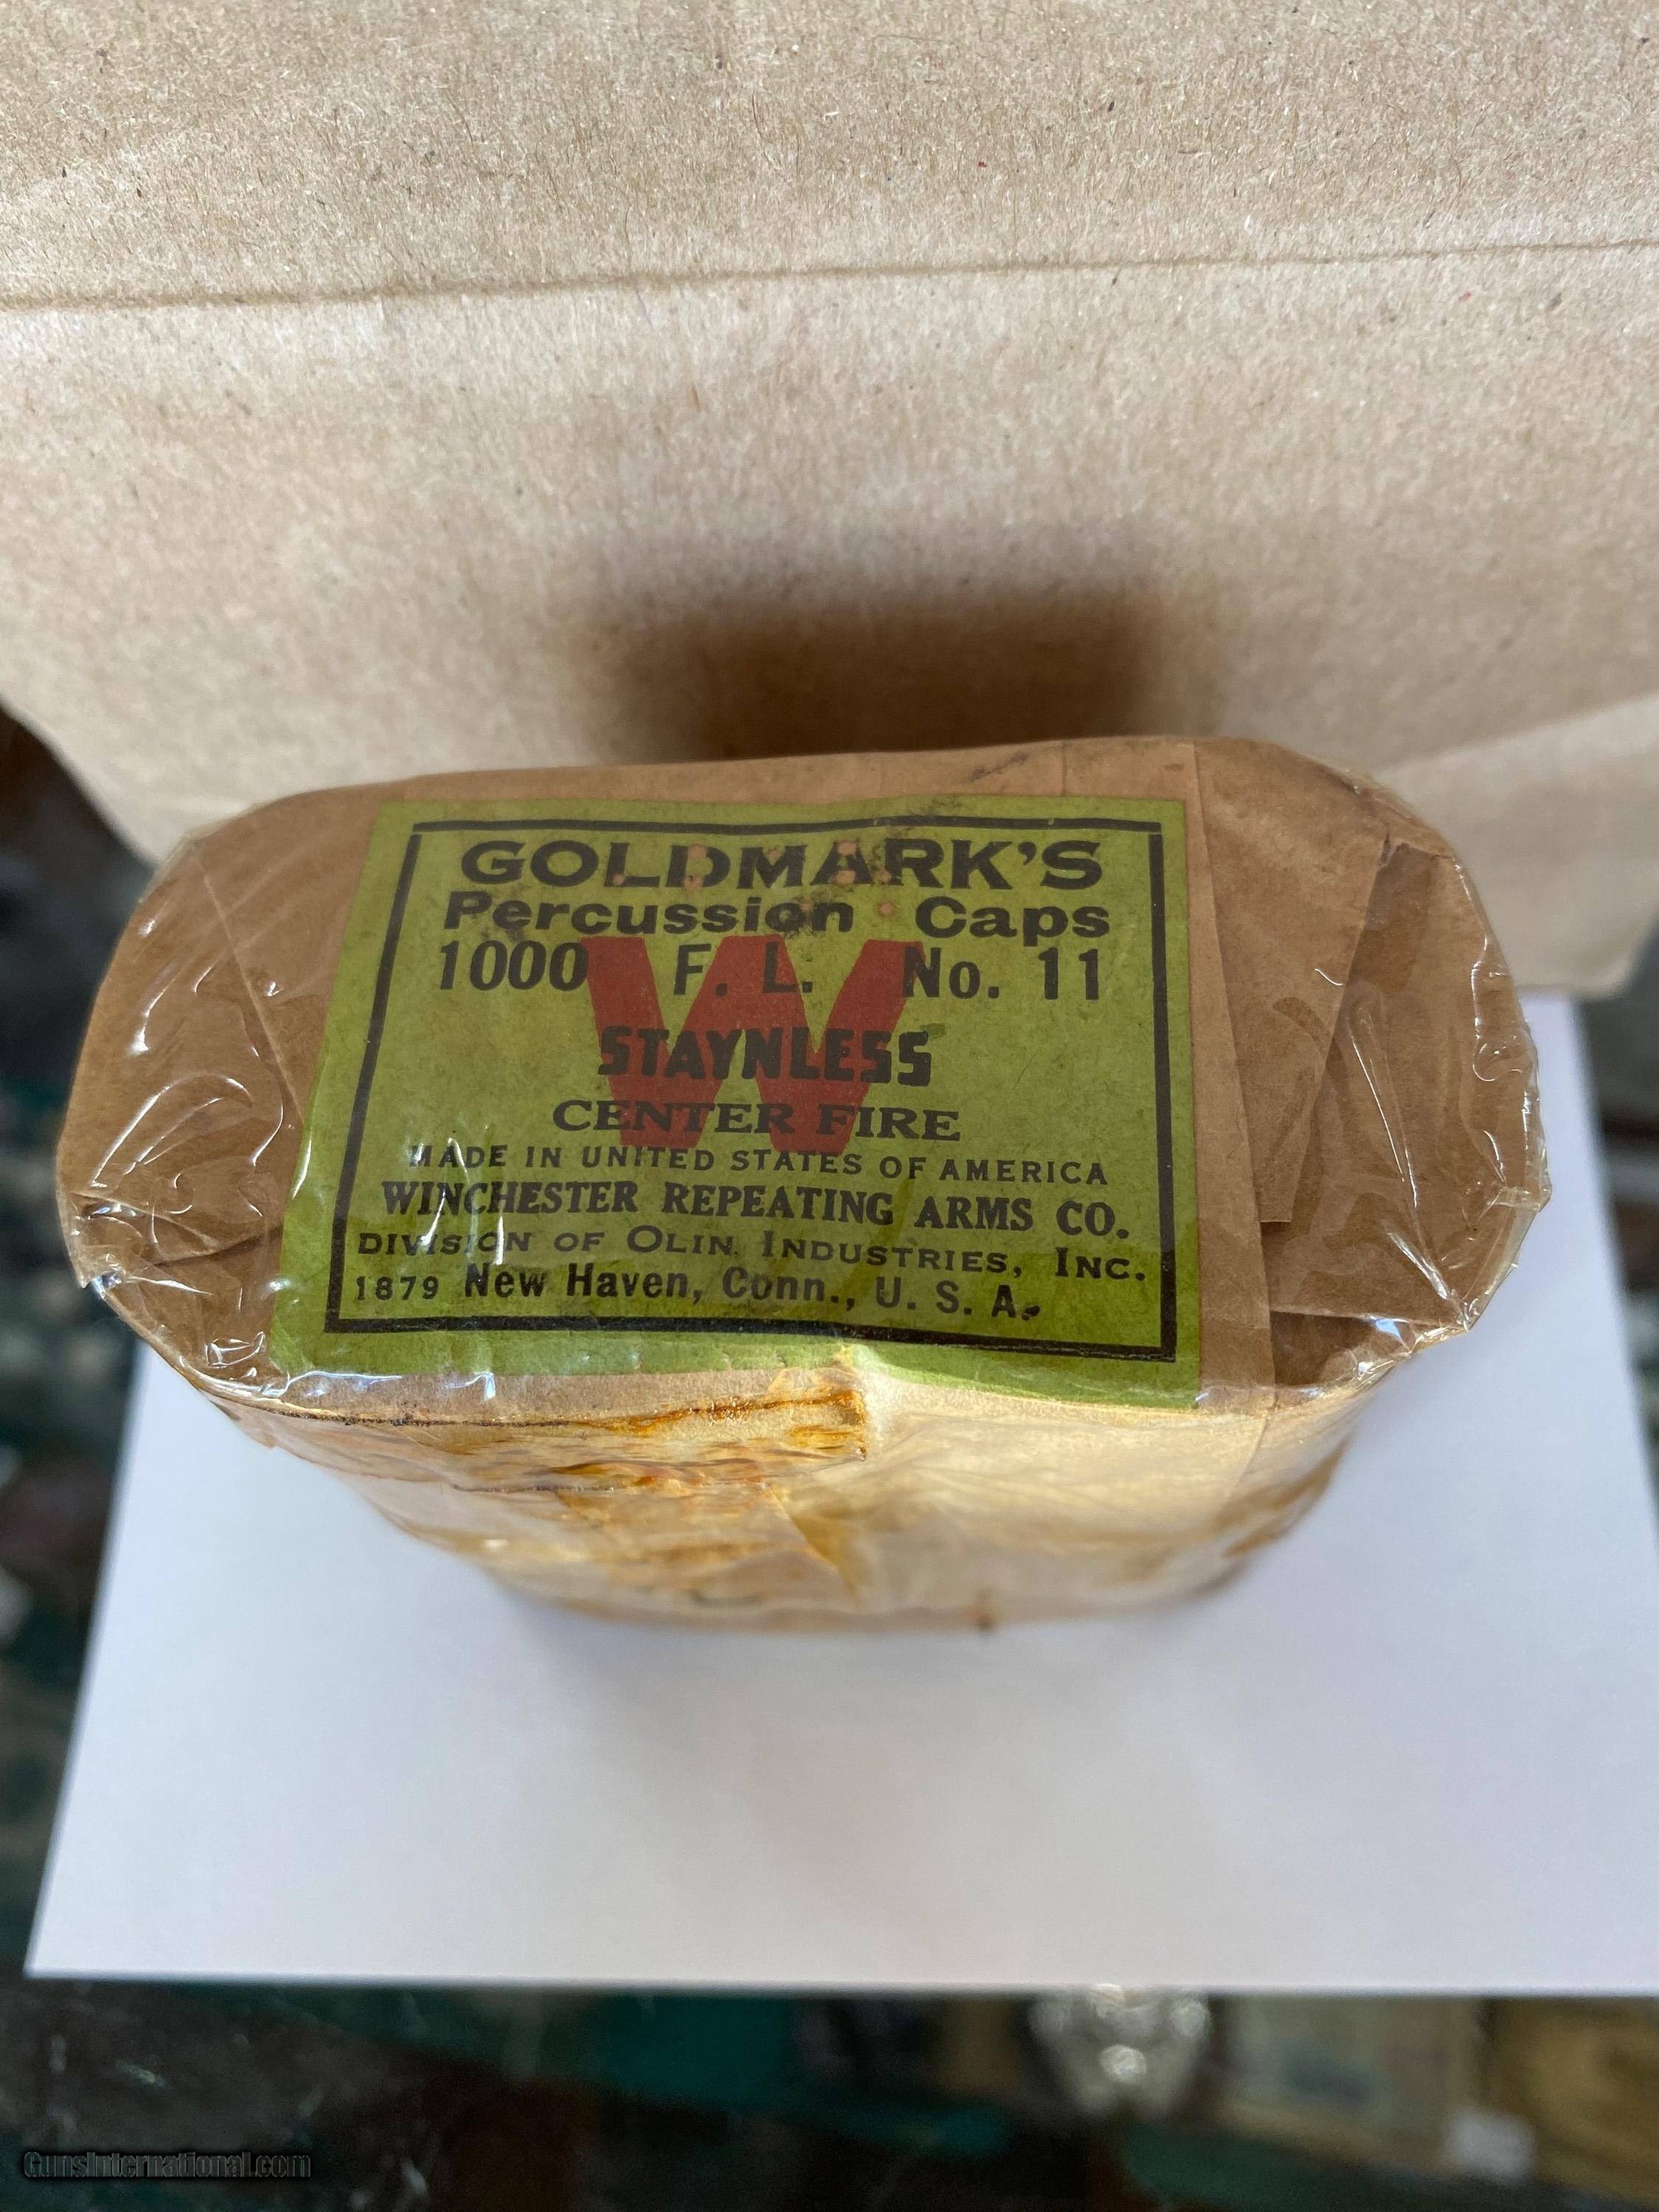 GOLDMARK'S
Percussion Caps
1000 F. L. No. 11
W
STAYNLESS
CENTER FIRE
MADE IN UNITED STATES OF AMERICA
WINCHESTER REPEATING ARMS CO.
DIVISION OF OLIN INDUSTRIES, INC.
1879 New Haven, Conn., U. S. A.
GunsInternational.com